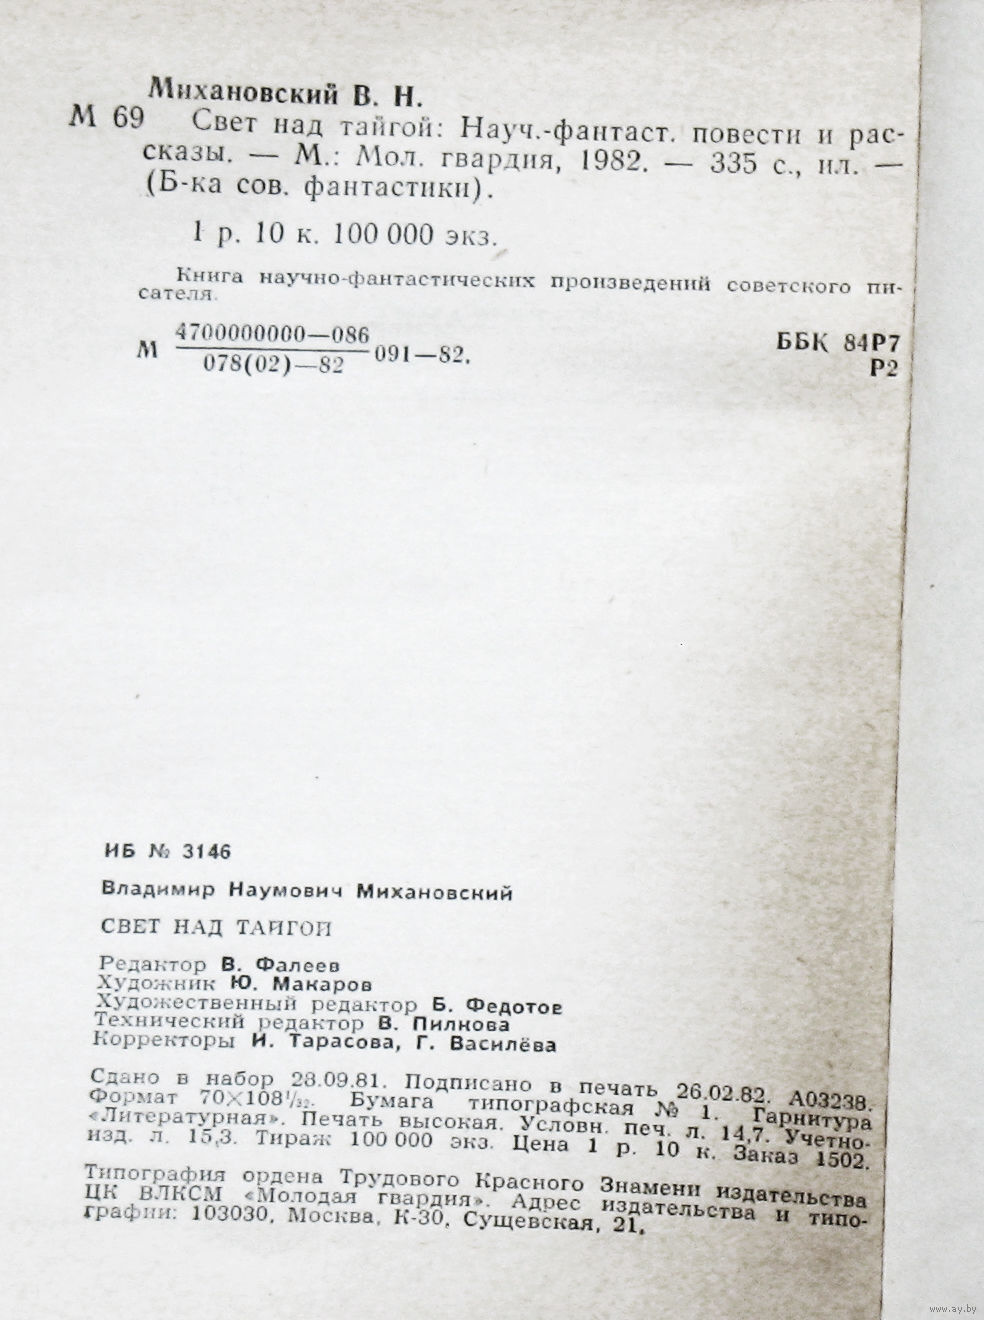 Михановский В. Н.
М 69 Свет над тайгой: Науч.-фантаст. повести и рас-
сказы. — М.: Мол. гвардия, 1982. — 335 с., ил. —
(Б-ка сов. фантастики).
1 р. 10 к. 100 000 экз.
Книга научно-фантастических произведений советского пи-
сателя.
М 4700000000—086
078(02)—82 091—82.
ББК 84Р7
Р2
ИБ № 3146
Владимир Наумович Михановский
СВЕТ НАД ТАЙГОЙ
Редактор В. Фалеев
Художник Ю. Макаров
Художественный редактор Б. Федотов
Технический редактор В. Пилкова
Корректоры И. Тарасова, Г. Василёва
Сдано в набор 28.09.81. Подписано в печать 26.02.82. А03238.
Формат 70×108¹/₃₂. Бумага типографская № 1. Гарнитура
«Литературная». Печать высокая. Условн. печ. л. 14,7. Учетно-
изд. л. 15,3. Тираж 100 000 экз. Цена 1 р. 10 к. Заказ 1502.
Типография ордена Трудового Красного Знамени издательства
ЦК ВЛКСМ «Молодая гвардия». Адрес издательства и типо-
графии: 103030, Москва, К-30, Сущевская, 21.
www.ay.by